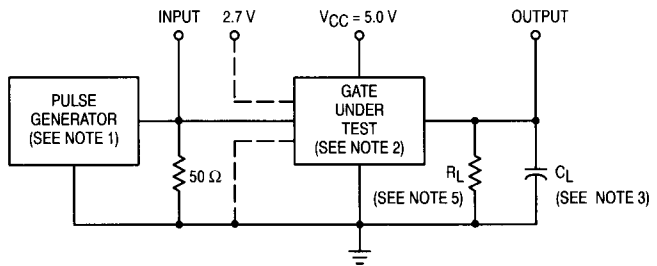 INPUT
2.7 V
VCC = 5.0 V
OUTPUT
PULSE
GENERATOR
(SEE NOTE 1)
GATE
UNDER
TEST
(SEE NOTE 2)
50 Ω
RL
(SEE NOTE 5)
CL
(SEE NOTE 3)